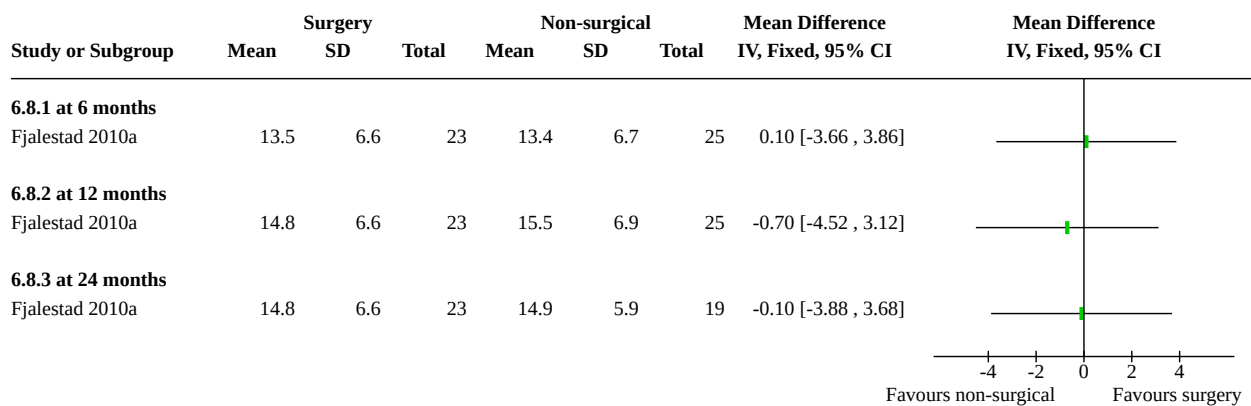 Surgery Non-surgical Mean Difference Mean Difference
Study or Subgroup Mean SD Total Mean SD Total IV, Fixed, 95% CI IV, Fixed, 95% CI
6.8.1 at 6 months
Fjalestad 2010a 13.5 6.6 23 13.4 6.7 25 0.10 [-3.66 , 3.86]
6.8.2 at 12 months
Fjalestad 2010a 14.8 6.6 23 15.5 6.9 25 -0.70 [-4.52 , 3.12]
6.8.3 at 24 months
Fjalestad 2010a 14.8 6.6 23 14.9 5.9 19 -0.10 [-3.88 , 3.68]
-4 -2 0 2 4
Favours non-surgical Favours surgery